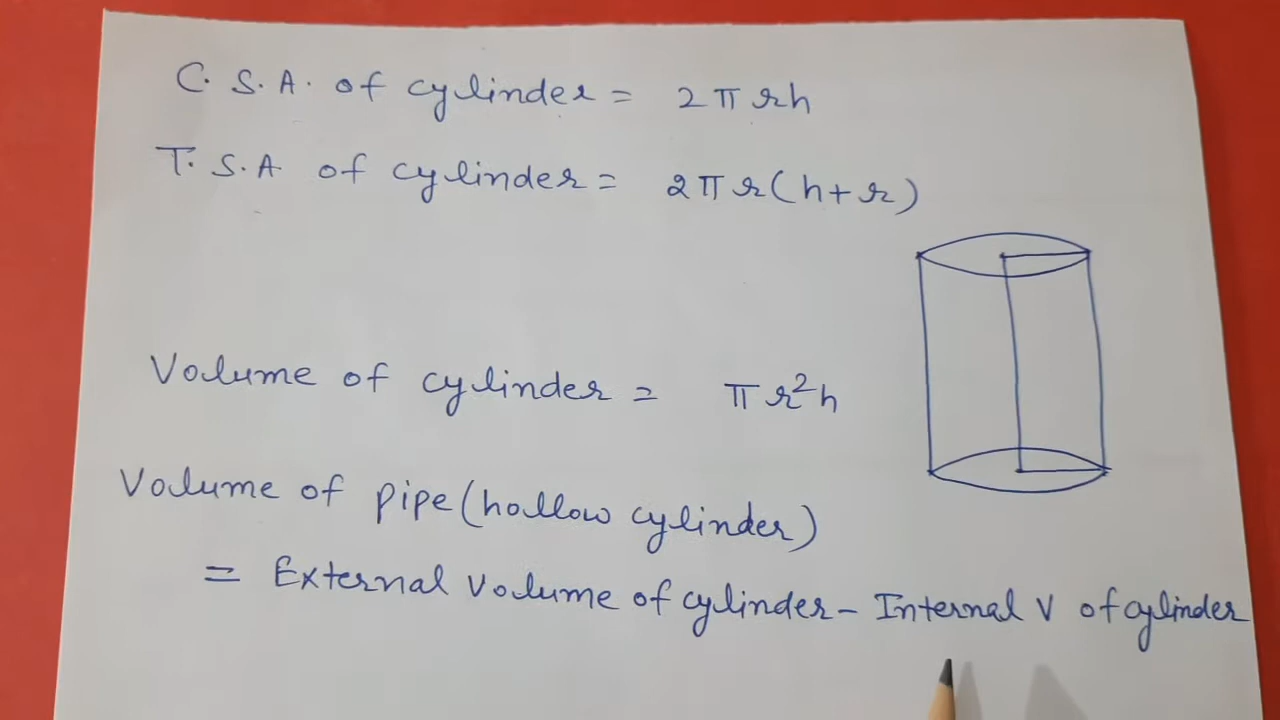 C. S.A. of cylinder = 2πrh
T. S.A. of cylinder = 2πr(h+r)
Volume of cylinder = πr²h
Volume of pipe (hollow cylinder)
= External Volume of cylinder - Internal V of cylinder